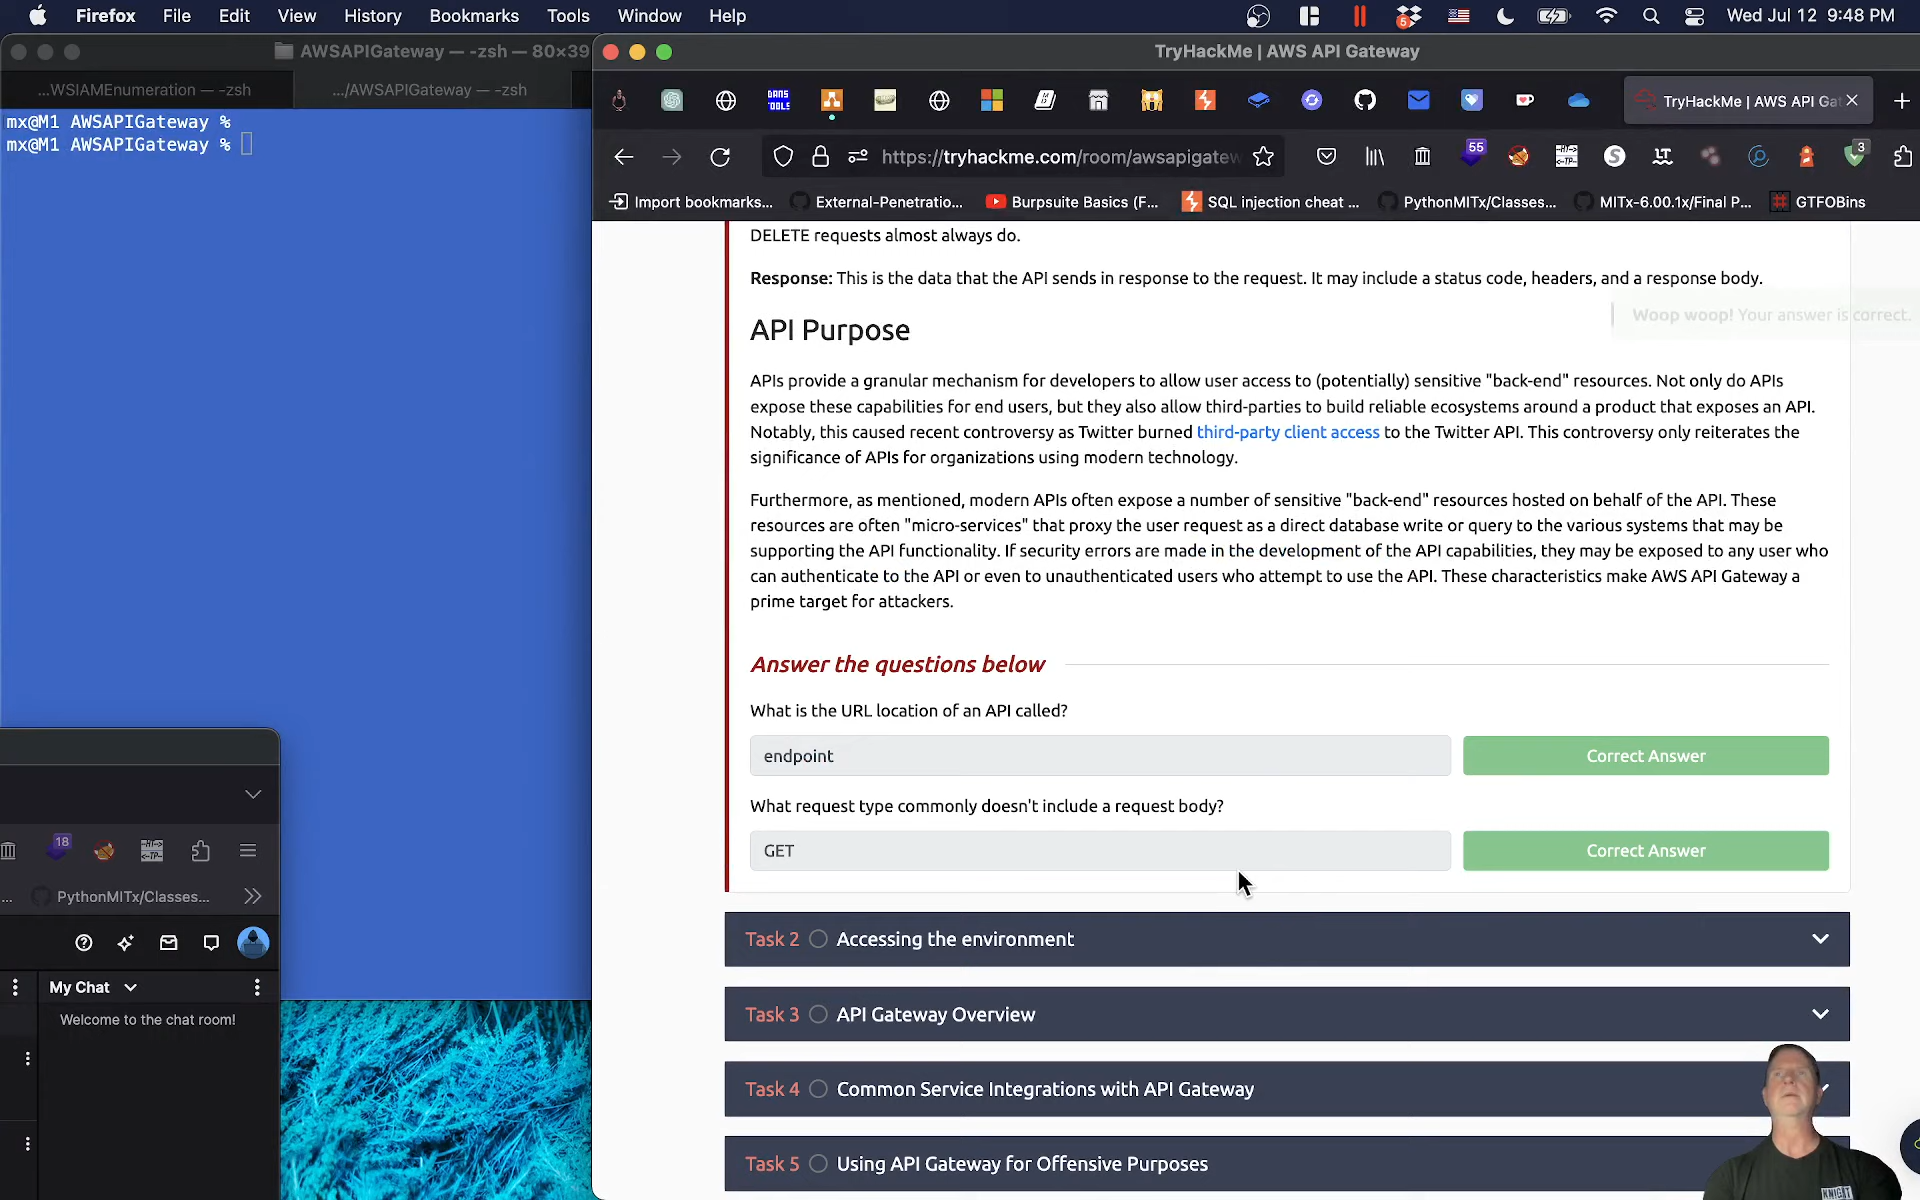 Firefox File Edit View History Bookmarks Tools Window Help
5
Wed Jul 12 9:48 PM
AWSAPIGateway — -zsh — 80×39
TryHackMe | AWS API Gateway
...WSIAMEnumeration — -zsh
.../AWSAPIGateway — -zsh
DANS TOOLS
TryHackMe | AWS API Ga
mx@M1 AWSAPIGateway %
mx@M1 AWSAPIGateway %
https://tryhackme.com/room/awsapigatew
55
3
Import bookmarks...
External-Penetratio...
Burpsuite Basics (F...
SQL injection cheat ...
PythonMITx/Classes...
MITx-6.00.1x/Final P...
GTFOBins
DELETE requests almost always do.
Response: This is the data that the API sends in response to the request. It may include a status code, headers, and a response body.
Woop woop! Your answer is correct.
API Purpose
APIs provide a granular mechanism for developers to allow user access to (potentially) sensitive "back-end" resources. Not only do APIs
expose these capabilities for end users, but they also allow third-parties to build reliable ecosystems around a product that exposes an API.
Notably, this caused recent controversy as Twitter burned third-party client access to the Twitter API. This controversy only reiterates the
significance of APIs for organizations using modern technology.
Furthermore, as mentioned, modern APIs often expose a number of sensitive "back-end" resources hosted on behalf of the API. These
resources are often "micro-services" that proxy the user request as a direct database write or query to the various systems that may be
supporting the API functionality. If security errors are made in the development of the API capabilities, they may be exposed to any user who
can authenticate to the API or even to unauthenticated users who attempt to use the API. These characteristics make AWS API Gateway a
prime target for attackers.
Answer the questions below
What is the URL location of an API called?
endpoint
Correct Answer
What request type commonly doesn't include a request body?
GET
Correct Answer
Task 2 Accessing the environment
Task 3 API Gateway Overview
Task 4 Common Service Integrations with API Gateway
Task 5 Using API Gateway for Offensive Purposes
18
... PythonMITx/Classes...
My Chat
Welcome to the chat room!